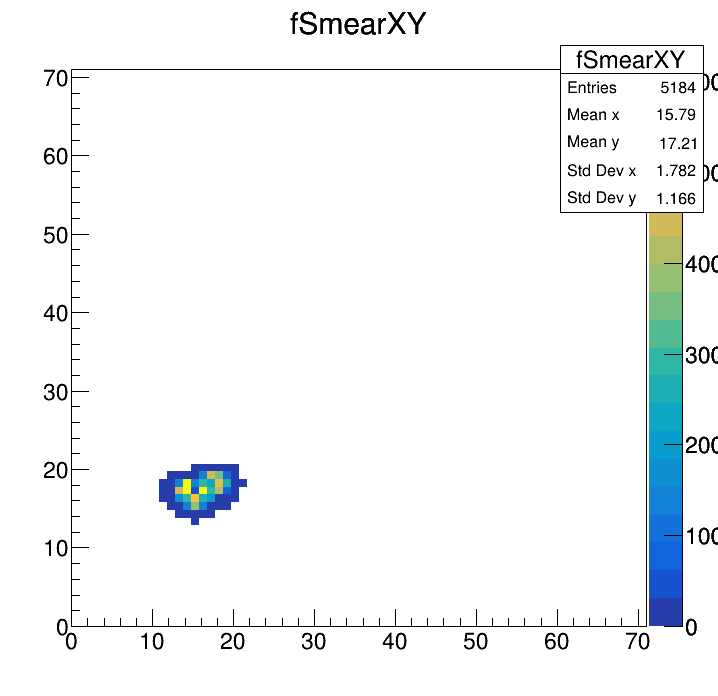 fSmearXY
fSmearXY
Entries 5184
Mean x 15.79
Mean y 17.21
Std Dev x 1.782
Std Dev y 1.166
70
60
50
40
30
20
10
0
0 10 20 30 40 50 60 70
400
300
200
100
0